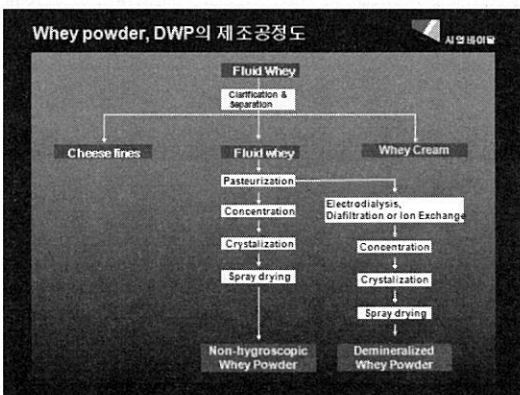 Whey powder, DWP의 제조공정도
Fluid Whey
Clarification &
Separation
Cheese fines
Fluid whey
Whey Cream
Pasteurization
Electrodialysis,
Diafiltration or Ion Exchange
Concentration
Concentration
Crystalization
Crystalization
Spray drying
Spray drying
Non-hygroscopic
Whey Powder
Demineralized
Whey Powder